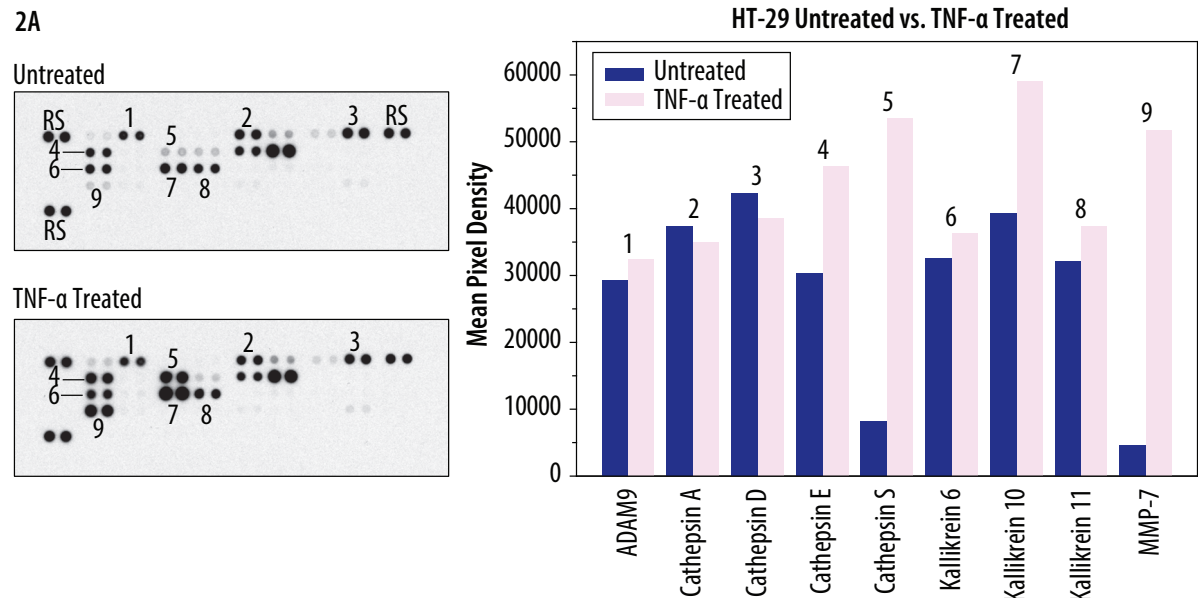 2A
Untreated
RS
1
2
3
RS
4
5
6
7
8
9
RS
TNF-α Treated
1
2
3
4
5
6
7
8
9
HT-29 Untreated vs. TNF-α Treated
Untreated
TNF-α Treated
Mean Pixel Density
60000
50000
40000
30000
20000
10000
0
1
2
3
4
5
6
7
8
9
ADAM9
Cathepsin A
Cathepsin D
Cathepsin E
Cathepsin S
Kallikrein 6
Kallikrein 10
Kallikrein 11
MMP-7